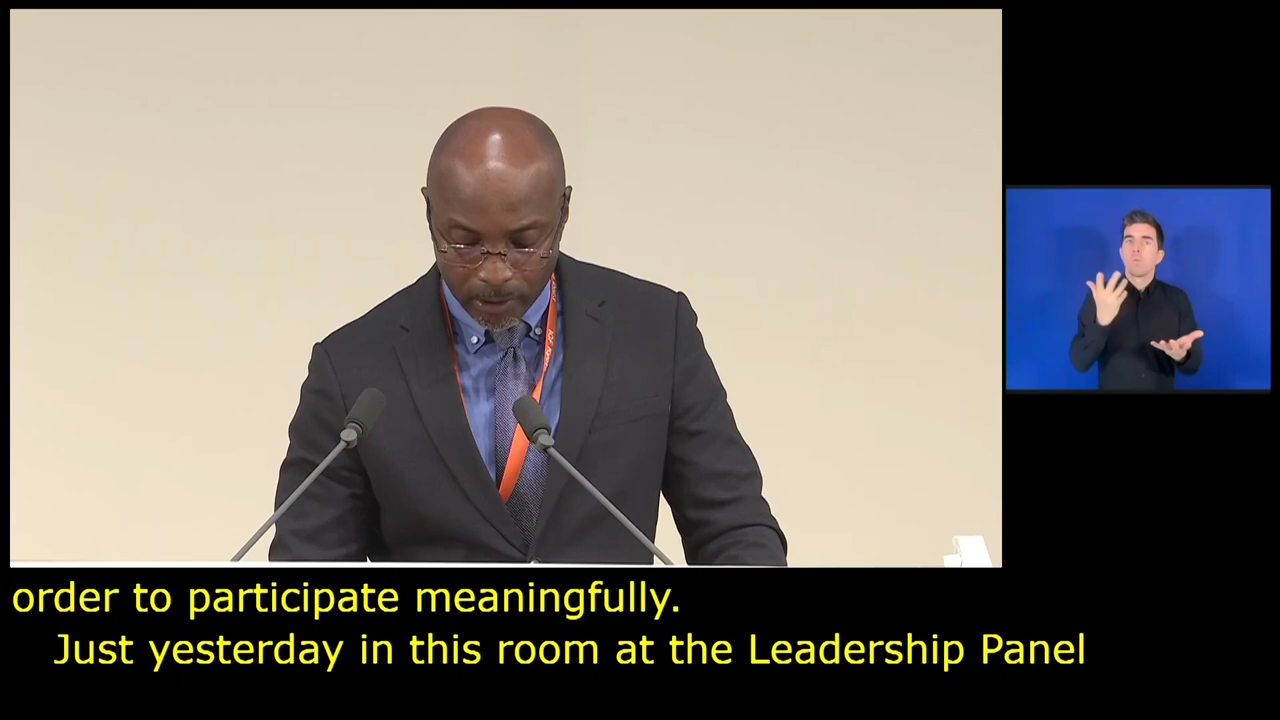 order to participate meaningfully.
Just yesterday in this room at the Leadership Panel